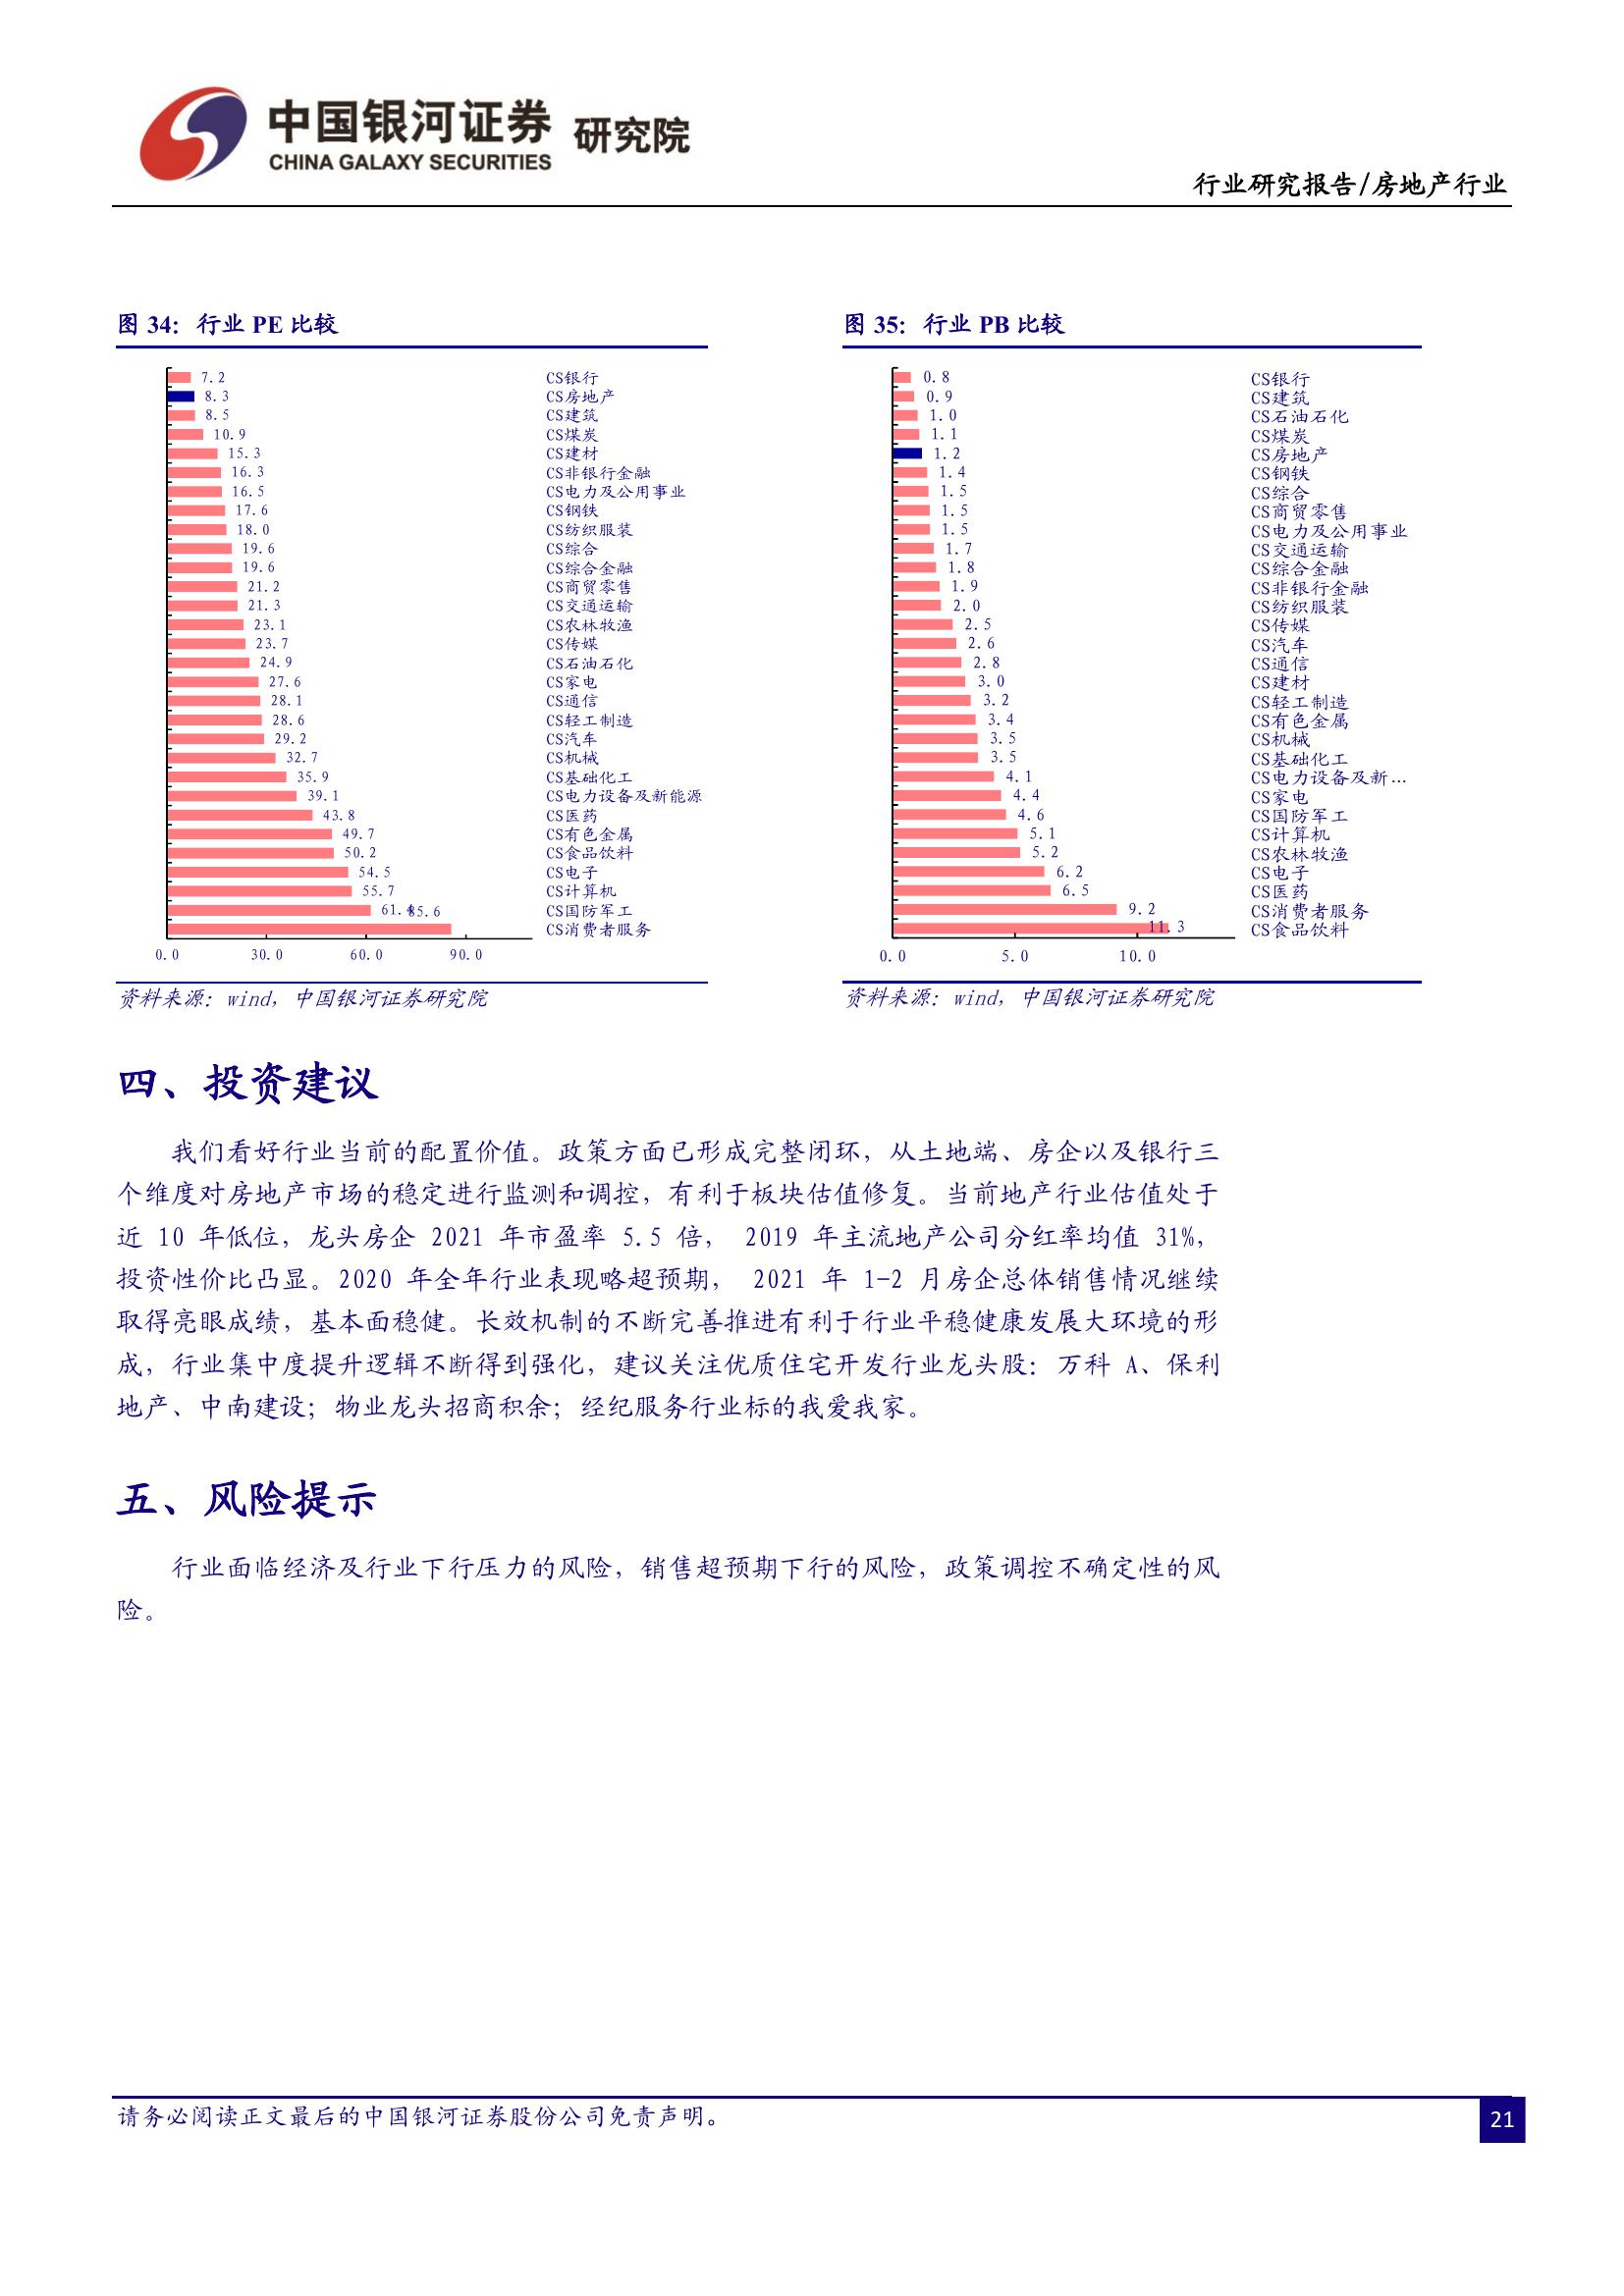 中国银河证券 研究院
CHINA GALAXY SECURITIES
行业研究报告/房地产行业
图 34：行业 PE 比较
7.2 CS银行
8.3 CS房地产
8.5 CS建筑
10.9 CS煤炭
15.3 CS建材
16.3 CS非银行金融
16.5 CS电力及公用事业
17.6 CS钢铁
18.0 CS纺织服装
19.6 CS综合
19.6 CS综合金融
21.2 CS商贸零售
21.3 CS交通运输
23.1 CS农林牧渔
23.7 CS传媒
24.9 CS石油石化
27.6 CS家电
28.1 CS通信
28.6 CS轻工制造
29.2 CS汽车
32.7 CS机械
35.9 CS基础化工
39.1 CS电力设备及新能源
43.8 CS医药
49.7 CS有色金属
50.2 CS食品饮料
54.5 CS电子
55.7 CS计算机
85.6 CS国防军工
CS消费者服务
0.0 30.0 60.0 90.0
资料来源：wind，中国银河证券研究院
图 35：行业 PB 比较
0.8 CS银行
0.9 CS建筑
1.0 CS石油石化
1.1 CS煤炭
1.2 CS房地产
1.4 CS钢铁
1.5 CS综合
1.5 CS商贸零售
1.5 CS电力及公用事业
1.7 CS交通运输
1.8 CS综合金融
1.9 CS非银行金融
2.0 CS纺织服装
2.5 CS传媒
2.6 CS汽车
2.8 CS通信
3.0 CS建材
3.2 CS轻工制造
3.4 CS有色金属
3.5 CS机械
3.5 CS基础化工
4.1 CS电力设备及新...
4.4 CS家电
4.6 CS国防军工
5.1 CS计算机
5.2 CS农林牧渔
6.2 CS电子
6.5 CS医药
9.2 CS消费者服务
11.3 CS食品饮料
0.0 5.0 10.0
资料来源：wind，中国银河证券研究院
四、投资建议
我们看好行业当前的配置价值。政策方面已形成完整闭环，从土地端、房企以及银行三
个维度对房地产市场的稳定进行监测和调控，有利于板块估值修复。当前地产行业估值处于
近 10 年低位，龙头房企 2021 年市盈率 5.5 倍， 2019 年主流地产公司分红率均值 31%，
投资性价比凸显。2020 年全年行业表现略超预期， 2021 年 1-2 月房企总体销售情况继续
取得亮眼成绩，基本面稳健。长效机制的不断完善推进有利于行业平稳健康发展大环境的形
成，行业集中度提升逻辑不断得到强化，建议关注优质住宅开发行业龙头股：万科 A、保利
地产、中南建设；物业龙头招商积余；经纪服务行业标的我爱我家。
五、风险提示
行业面临经济及行业下行压力的风险，销售超预期下行的风险，政策调控不确定性的风
险。
请务必阅读正文最后的中国银河证券股份公司免责声明。
21